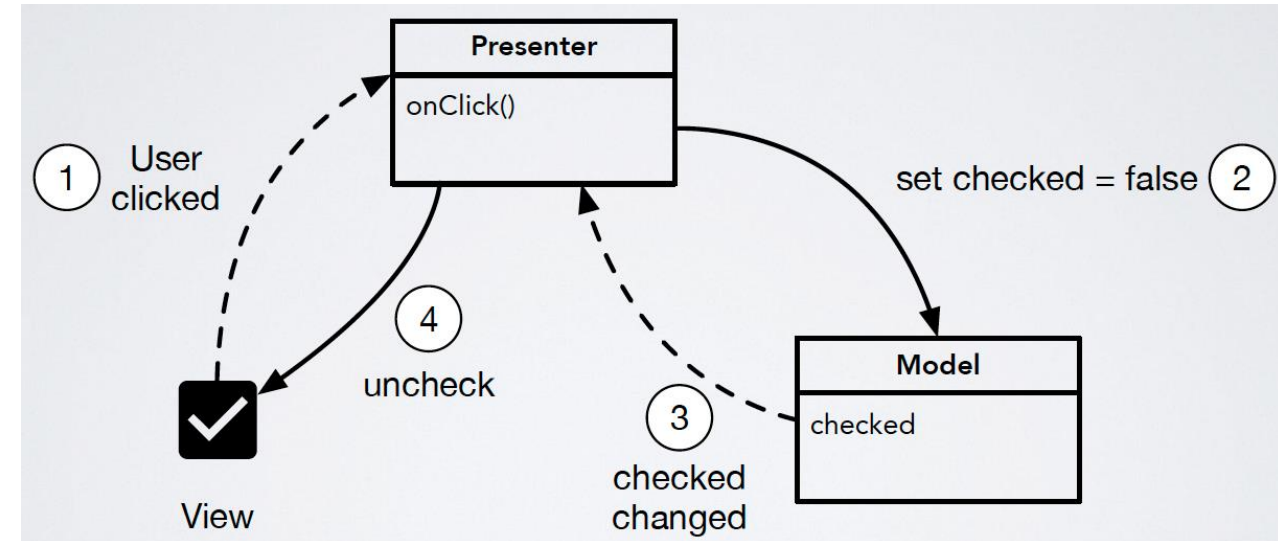 Presenter
onClick()
1
User
clicked
set checked = false
2
4
uncheck
Model
checked
3
checked
changed
View